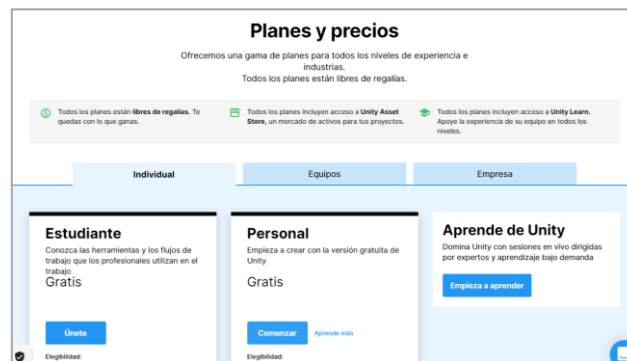 Planes y precios
Ofrecemos una gama de planes para todos los niveles de experiencia e
industrias.
Todos los planes están libres de regalías.
Todos los planes están libres de regalías. Te
quedas con lo que ganas.
Todos los planes incluyen acceso a Unity Asset
Store, un mercado de activos para tus proyectos.
Todos los planes incluyen acceso a Unity Learn.
Apoye la experiencia de su equipo en todos los
niveles.
Individual
Equipos
Empresa
Estudiante
Conozca las herramientas y los flujos de
trabajo que los profesionales utilizan en el
trabajo
Gratis
Únete
Elegibilidad:
Personal
Empieza a crear con la versión gratuita de
Unity
Gratis
Comenzar Aprende más
Elegibilidad:
Aprende de Unity
Domina Unity con sesiones en vivo dirigidas
por expertos y aprendizaje bajo demanda
Empieza a aprender